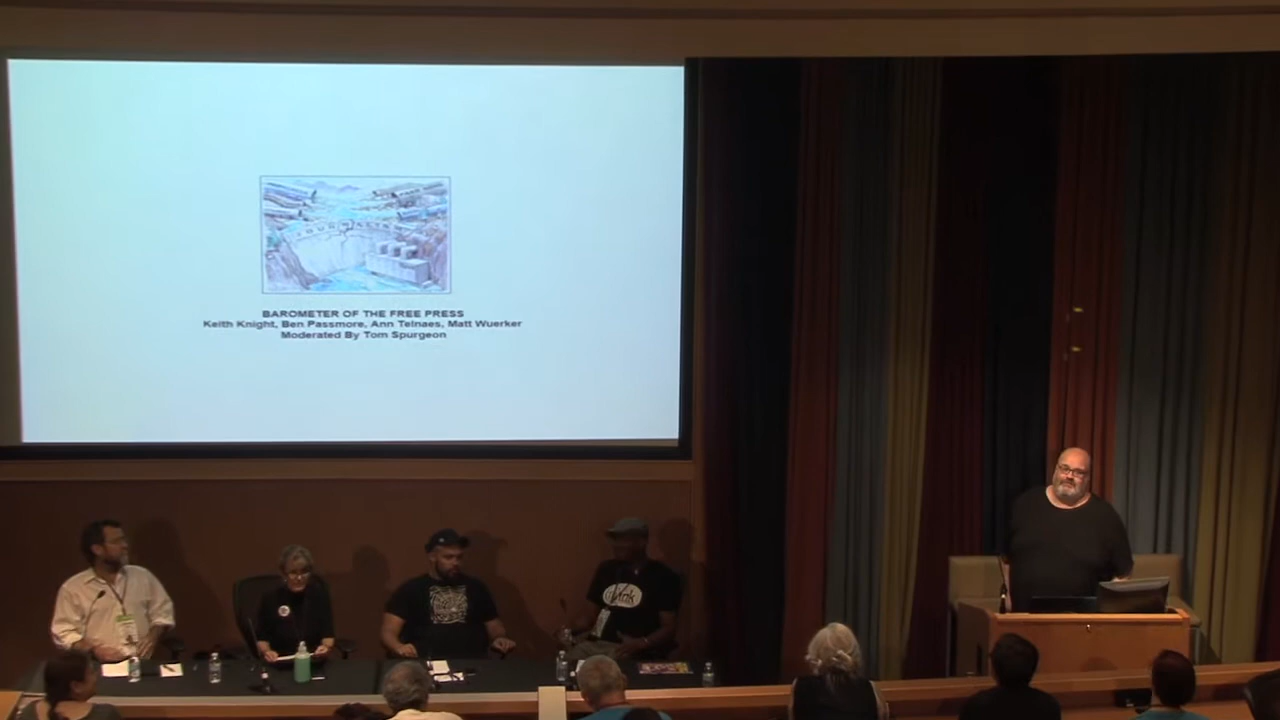 BAROMETER OF THE FREE PRESS
Keith Knight, Ben Passmore, Ann Telnaes, Matt Wuerker
Moderated By Tom Spurgeon